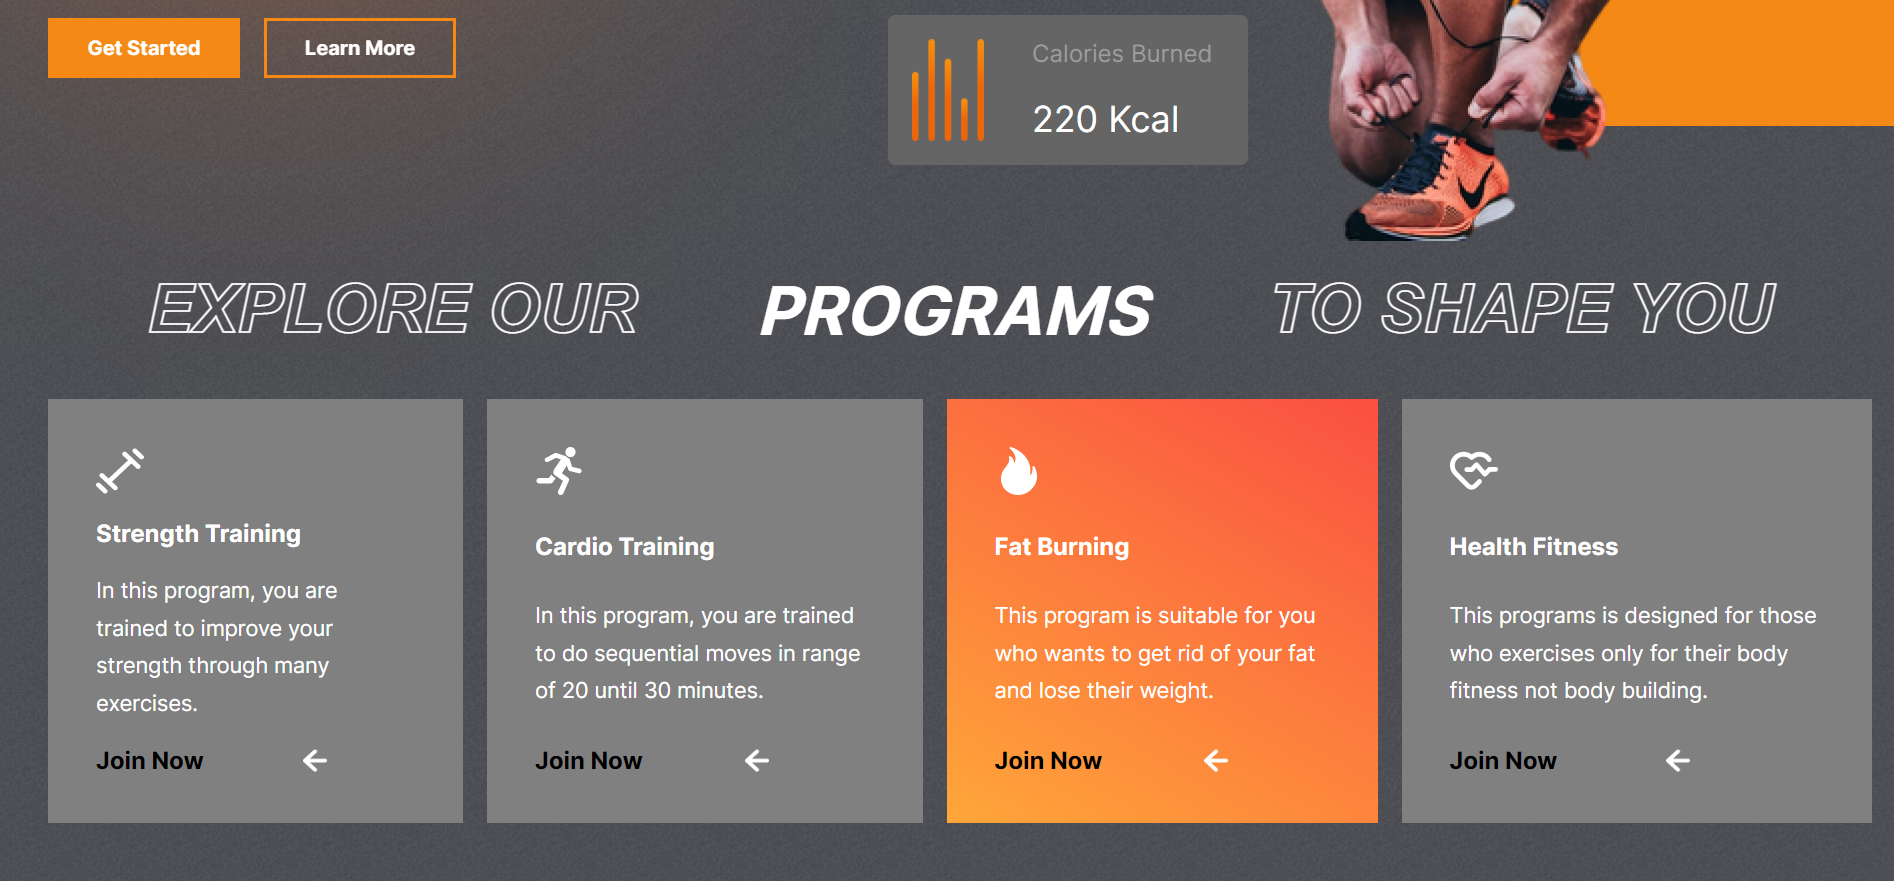 Get Started
Learn More
Calories Burned
220 Kcal
EXPLORE OUR
PROGRAMS
TO SHAPE YOU
Strength Training
In this program, you are
trained to improve your
strength through many
exercises.
Join Now
Cardio Training
In this program, you are trained
to do sequential moves in range
of 20 until 30 minutes.
Join Now
Fat Burning
This program is suitable for you
who wants to get rid of your fat
and lose their weight.
Join Now
Health Fitness
This programs is designed for those
who exercises only for their body
fitness not body building.
Join Now